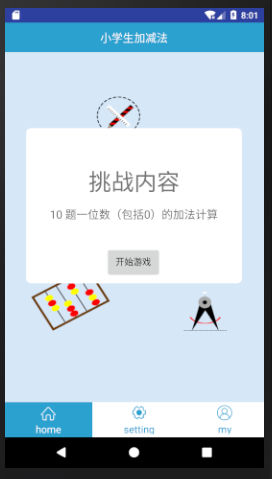 8:01
小学生加减法
挑战内容
10 题一位数（包括0）的加法计算
开始游戏
home
setting
my